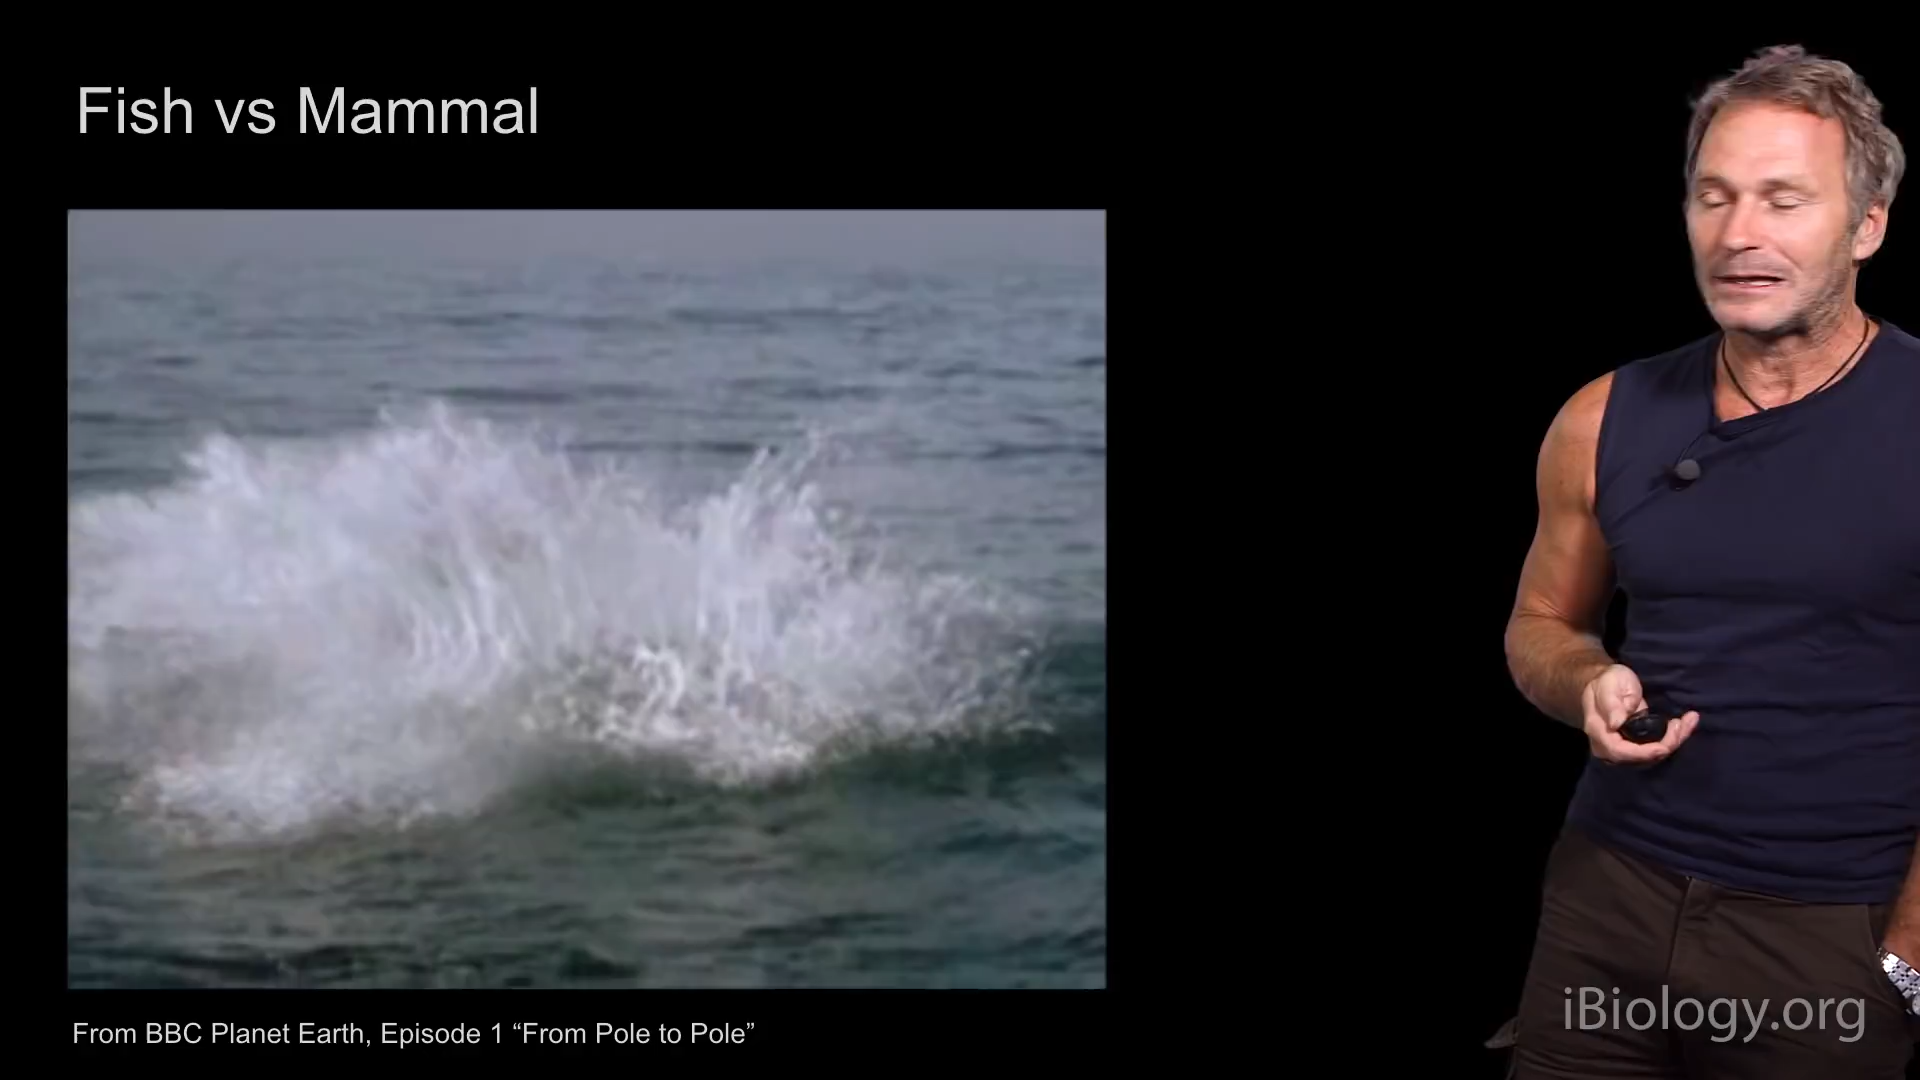 Fish vs Mammal
From BBC Planet Earth, Episode 1 “From Pole to Pole”
iBiology.org